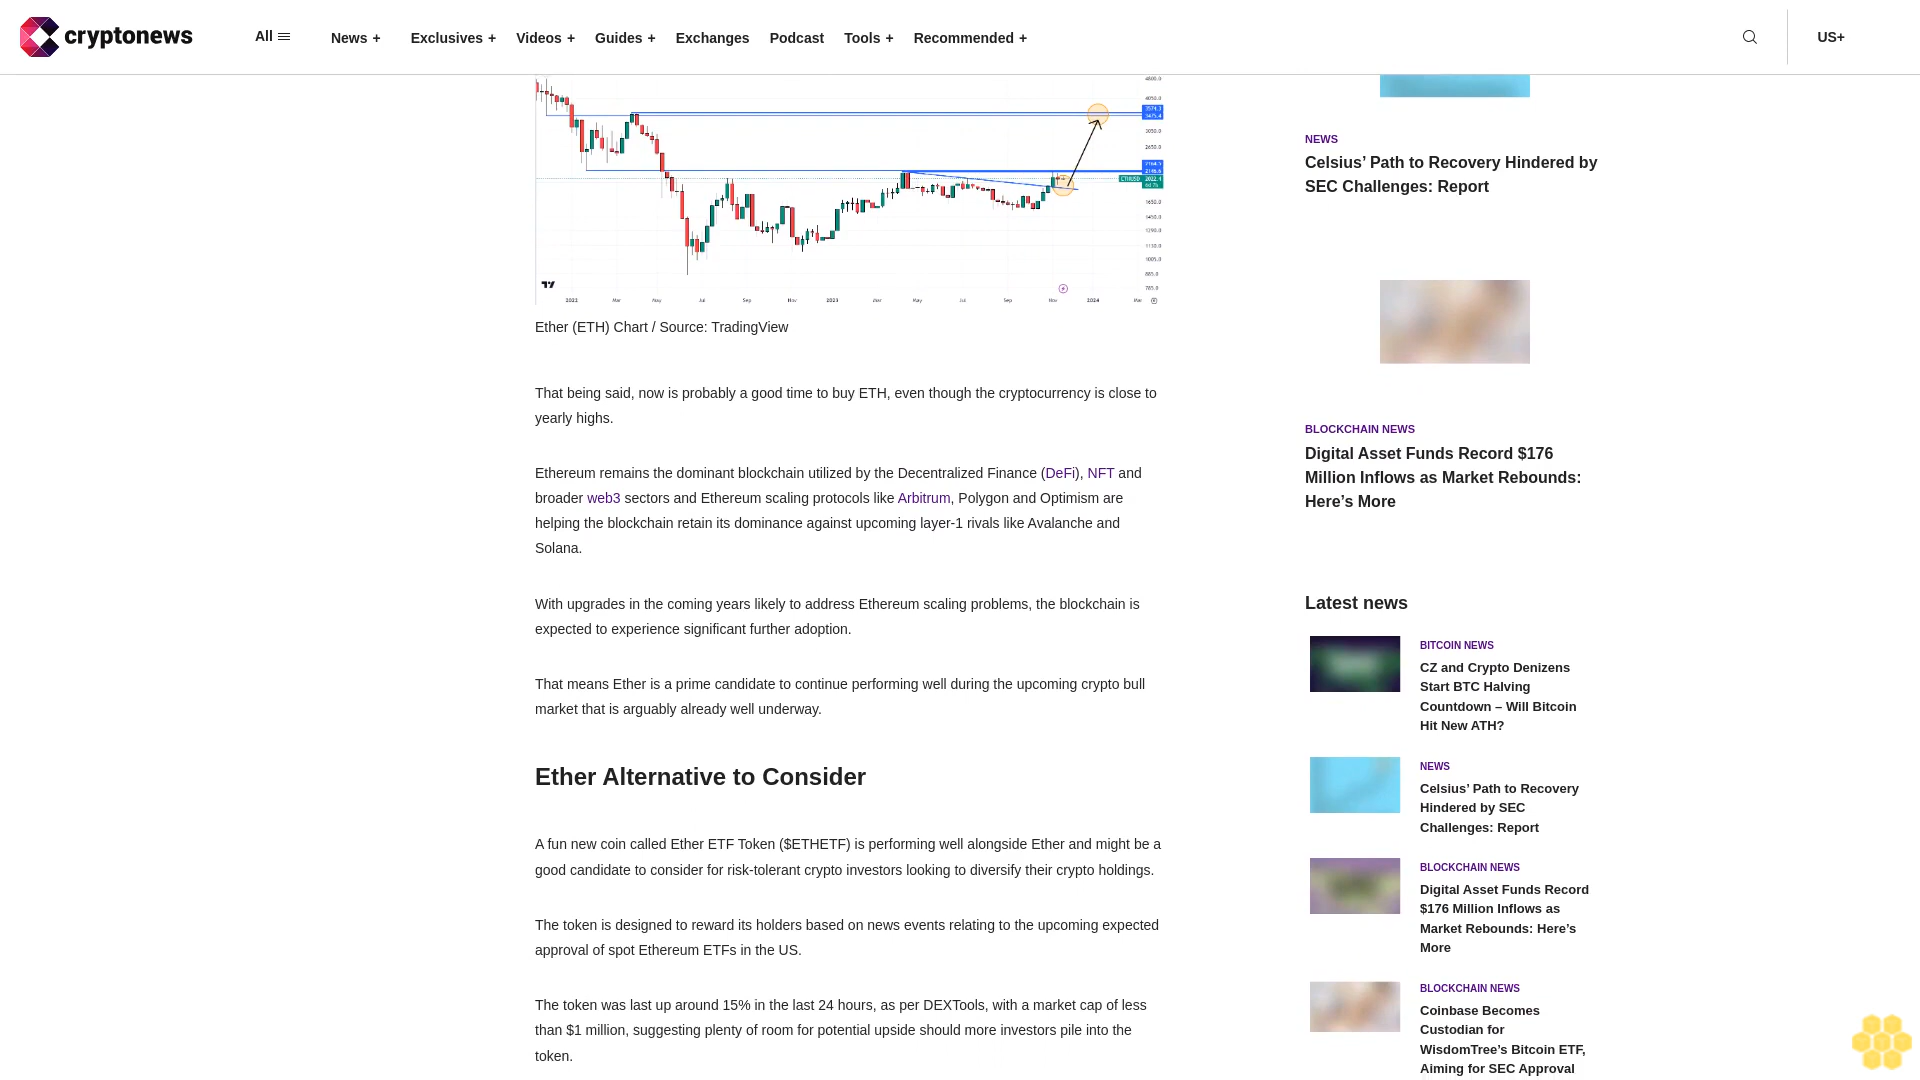 cryptonews
All
News +
Exclusives +
Videos +
Guides +
Exchanges
Podcast
Tools +
Recommended +
US+
2022
Mar
May
Jul
Sep
Nov
2023
Mar
May
Jul
Sep
Nov
2024
Mar
Ether (ETH) Chart / Source: TradingView
That being said, now is probably a good time to buy ETH, even though the cryptocurrency is close to
yearly highs.
Ethereum remains the dominant blockchain utilized by the Decentralized Finance (DeFi), NFT and
broader web3 sectors and Ethereum scaling protocols like Arbitrum, Polygon and Optimism are
helping the blockchain retain its dominance against upcoming layer-1 rivals like Avalanche and
Solana.
With upgrades in the coming years likely to address Ethereum scaling problems, the blockchain is
expected to experience significant further adoption.
That means Ether is a prime candidate to continue performing well during the upcoming crypto bull
market that is arguably already well underway.
Ether Alternative to Consider
A fun new coin called Ether ETF Token ($ETHETF) is performing well alongside Ether and might be a
good candidate to consider for risk-tolerant crypto investors looking to diversify their crypto holdings.
The token is designed to reward its holders based on news events relating to the upcoming expected
approval of spot Ethereum ETFs in the US.
The token was last up around 15% in the last 24 hours, as per DEXTools, with a market cap of less
than $1 million, suggesting plenty of room for potential upside should more investors pile into the
token.
NEWS
Celsius’ Path to Recovery Hindered by
SEC Challenges: Report
BLOCKCHAIN NEWS
Digital Asset Funds Record $176
Million Inflows as Market Rebounds:
Here’s More
Latest news
BITCOIN NEWS
CZ and Crypto Denizens
Start BTC Halving
Countdown – Will Bitcoin
Hit New ATH?
NEWS
Celsius’ Path to Recovery
Hindered by SEC
Challenges: Report
BLOCKCHAIN NEWS
Digital Asset Funds Record
$176 Million Inflows as
Market Rebounds: Here’s
More
BLOCKCHAIN NEWS
Coinbase Becomes
Custodian for
WisdomTree’s Bitcoin ETF,
Aiming for SEC Approval